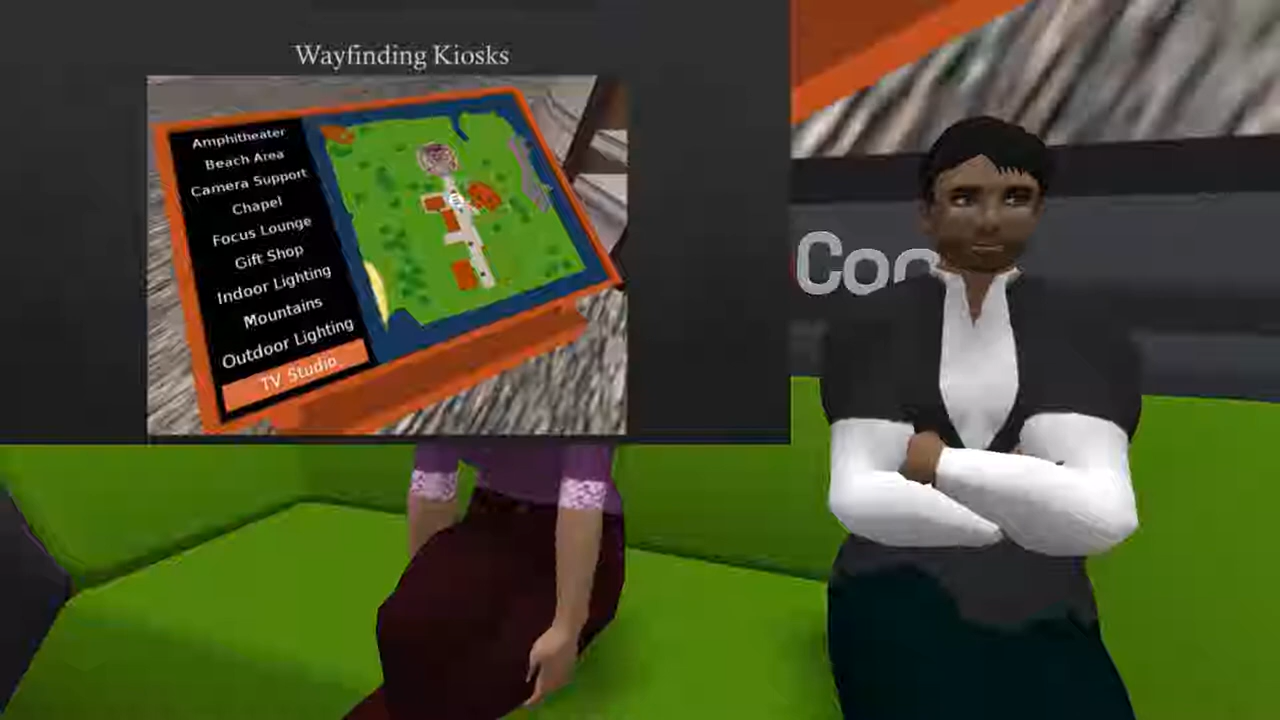 Wayfinding Kiosks
Amphitheater
Beach Area
Camera Support
Chapel
Focus Lounge
Gift Shop
Indoor Lighting
Mountains
Outdoor Lighting
TV Studio